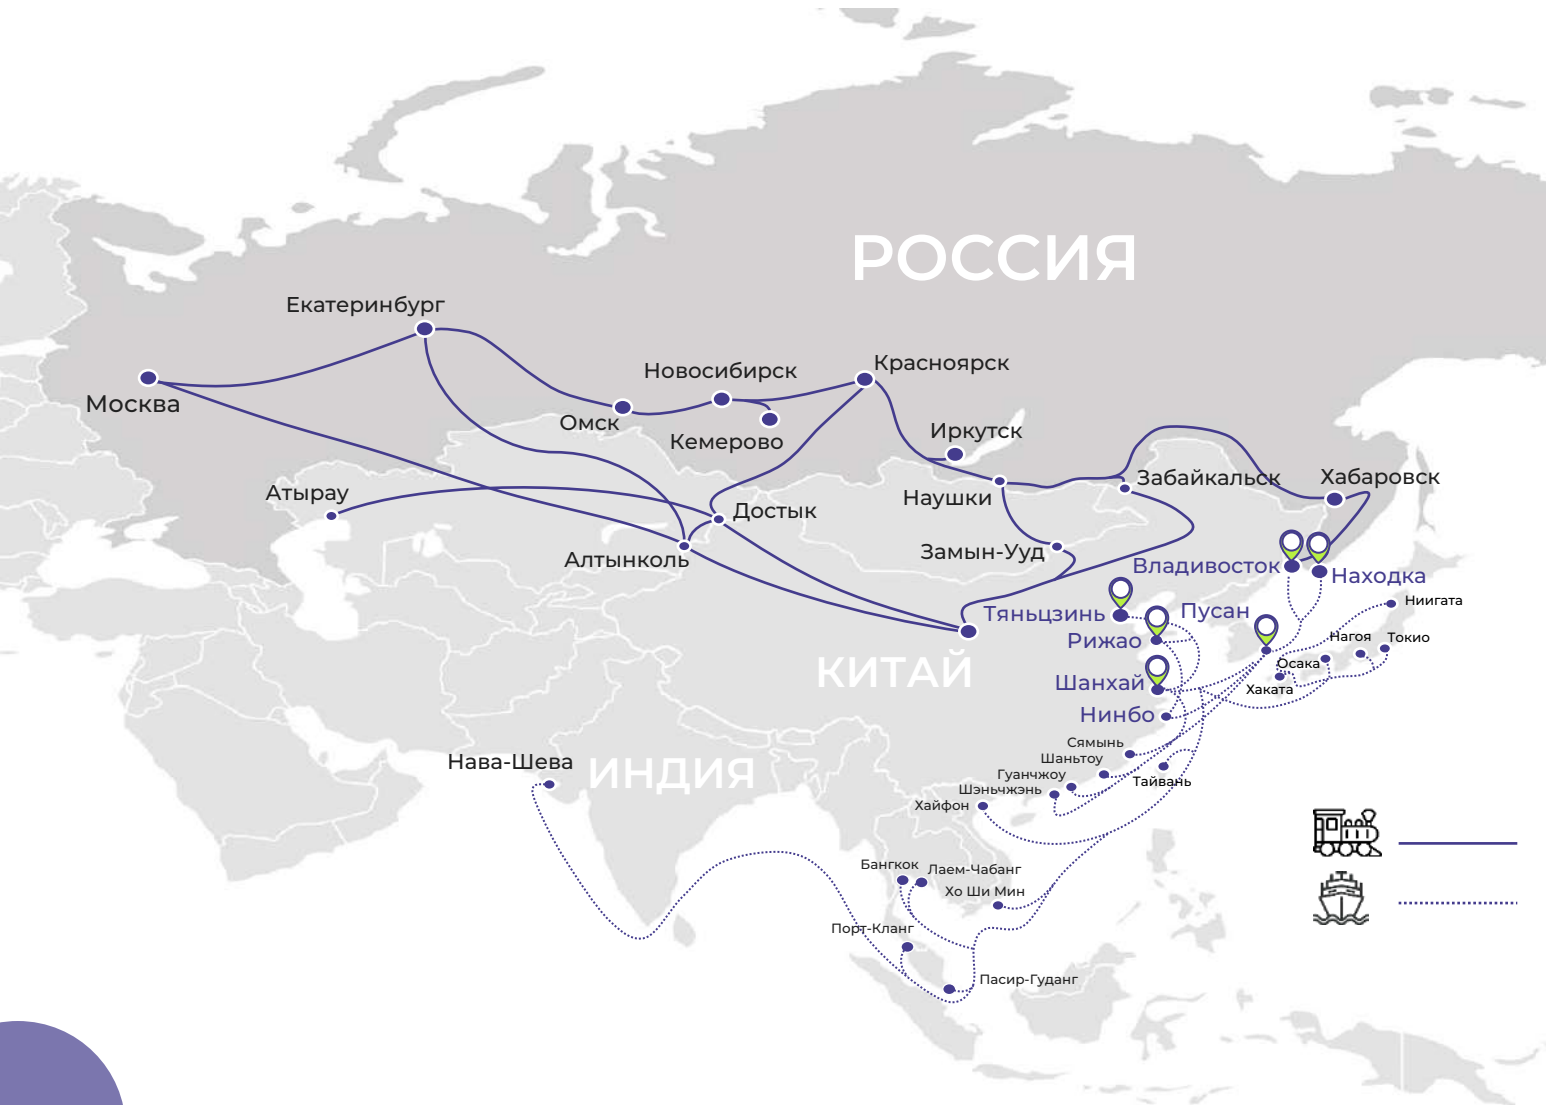 РОССИЯ
Екатеринбург
Красноярск
Новосибирск
Москва
Омск
Кемерово
Иркутск
Забайкальск
Хабаровск
Атырау
Наушки
Достык
Замын-Ууд
Алтынколь
Владивосток
Находка
Ниигата
Тяньцзинь
Пусан
Рижао
Нагоя
Токио
Осака
КИТАЙ
Шанхай
Хаката
Нинбо
Сямынь
Шаньтоу
Нава-Шева
ИНДИЯ
Гуанчжоу
Тайвань
Шэньчжэнь
Хайфон
Бангкок
Лаем-Чабанг
Хо Ши Мин
Порт-Кланг
Пасир-Гуданг